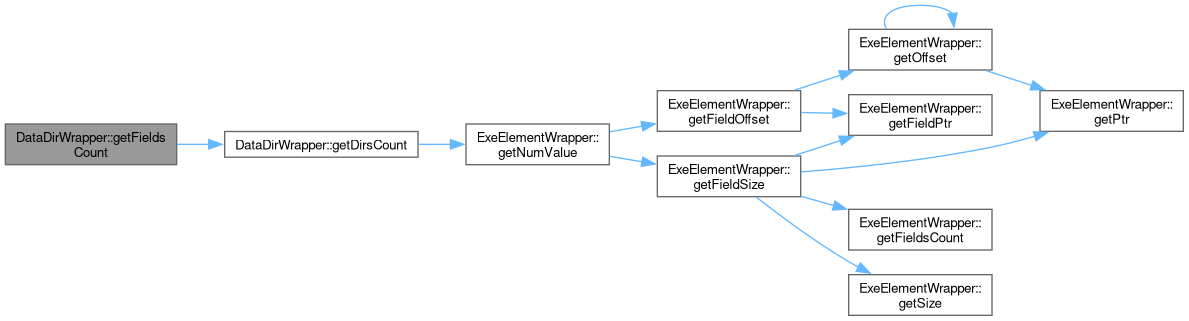 DataDirWrapper::getFields
Count
DataDirWrapper::getDirsCount
ExeElementWrapper::
getNumValue
ExeElementWrapper::
getFieldOffset
ExeElementWrapper::
getFieldSize
ExeElementWrapper::
getOffset
ExeElementWrapper::
getFieldPtr
ExeElementWrapper::
getFieldsCount
ExeElementWrapper::
getSize
ExeElementWrapper::
getPtr